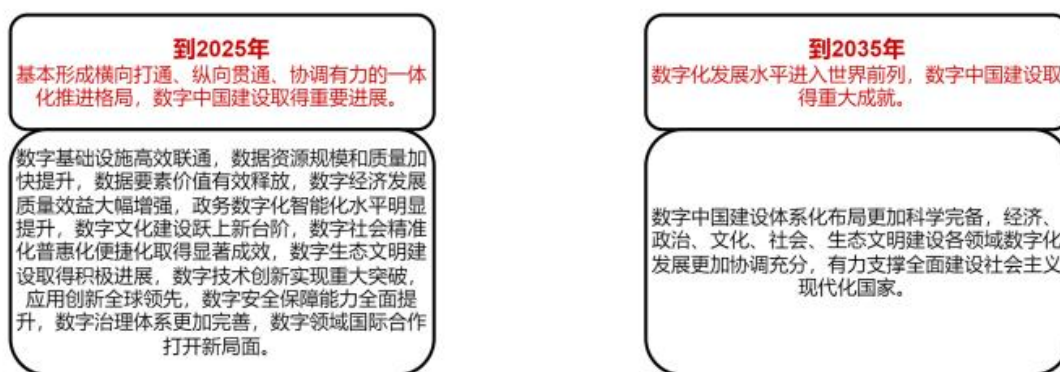 到2025年
基本形成横向打通、纵向贯通、协调有力的一体
化推进格局，数字中国建设取得重要进展。
数字基础设施高效联通，数据资源规模和质量加
快提升，数据要素价值有效释放，数字经济发展
质量效益大幅增强，政务数字化智能化水平明显
提升，数字文化建设跃上新台阶，数字社会精准
化普惠化便捷化取得显著成效，数字生态文明建
设取得积极进展，数字技术创新实现重大突破，
应用创新全球领先，数字安全保障能力全面提
升，数字治理体系更加完善，数字领域国际合作
打开新局面。
到2035年
数字化发展水平进入世界前列，数字中国建设取
得重大成就。
数字中国建设体系化布局更加科学完备，经济、
政治、文化、社会、生态文明建设各领域数字化
发展更加协调充分，有力支撑全面建设社会主义
现代化国家。